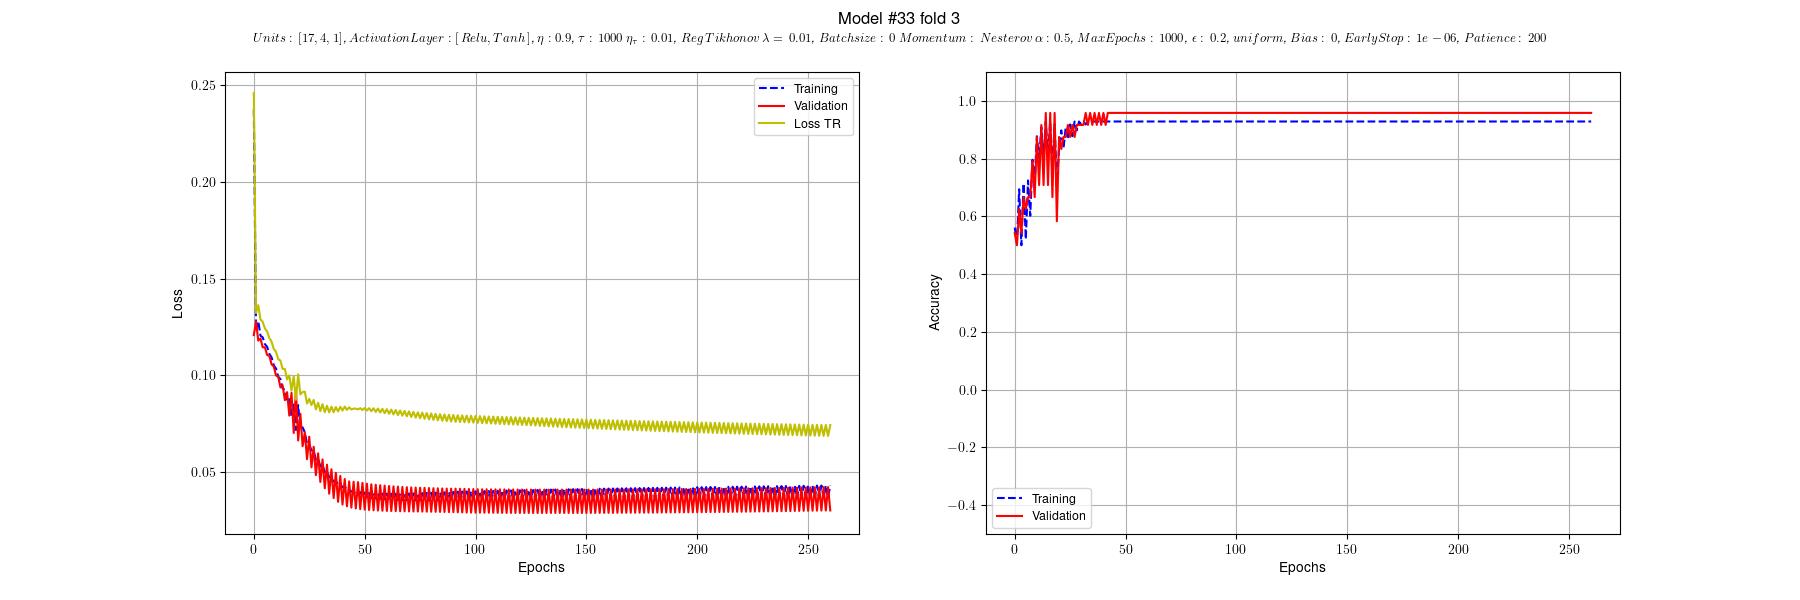 Model #33 fold 3
Units : [17, 4, 1], ActivationLayer : [Relu, Tanh], η : 0.9, τ : 1000 ητ : 0.01, RegTikhonov λ = 0.01, Batchsize : 0 Momentum : Nesterov α : 0.5, MaxEpochs : 1000, ϵ : 0.2, uniform, Bias : 0, EarlyStop : 1e − 06, Patience : 200
0.25
0.20
0.15
0.10
0.05
Loss
Training
Validation
Loss TR
0 50 100 150 200 250
Epochs
1.0
0.8
0.6
0.4
0.2
0.0
−0.2
−0.4
Accuracy
Training
Validation
0 50 100 150 200 250
Epochs